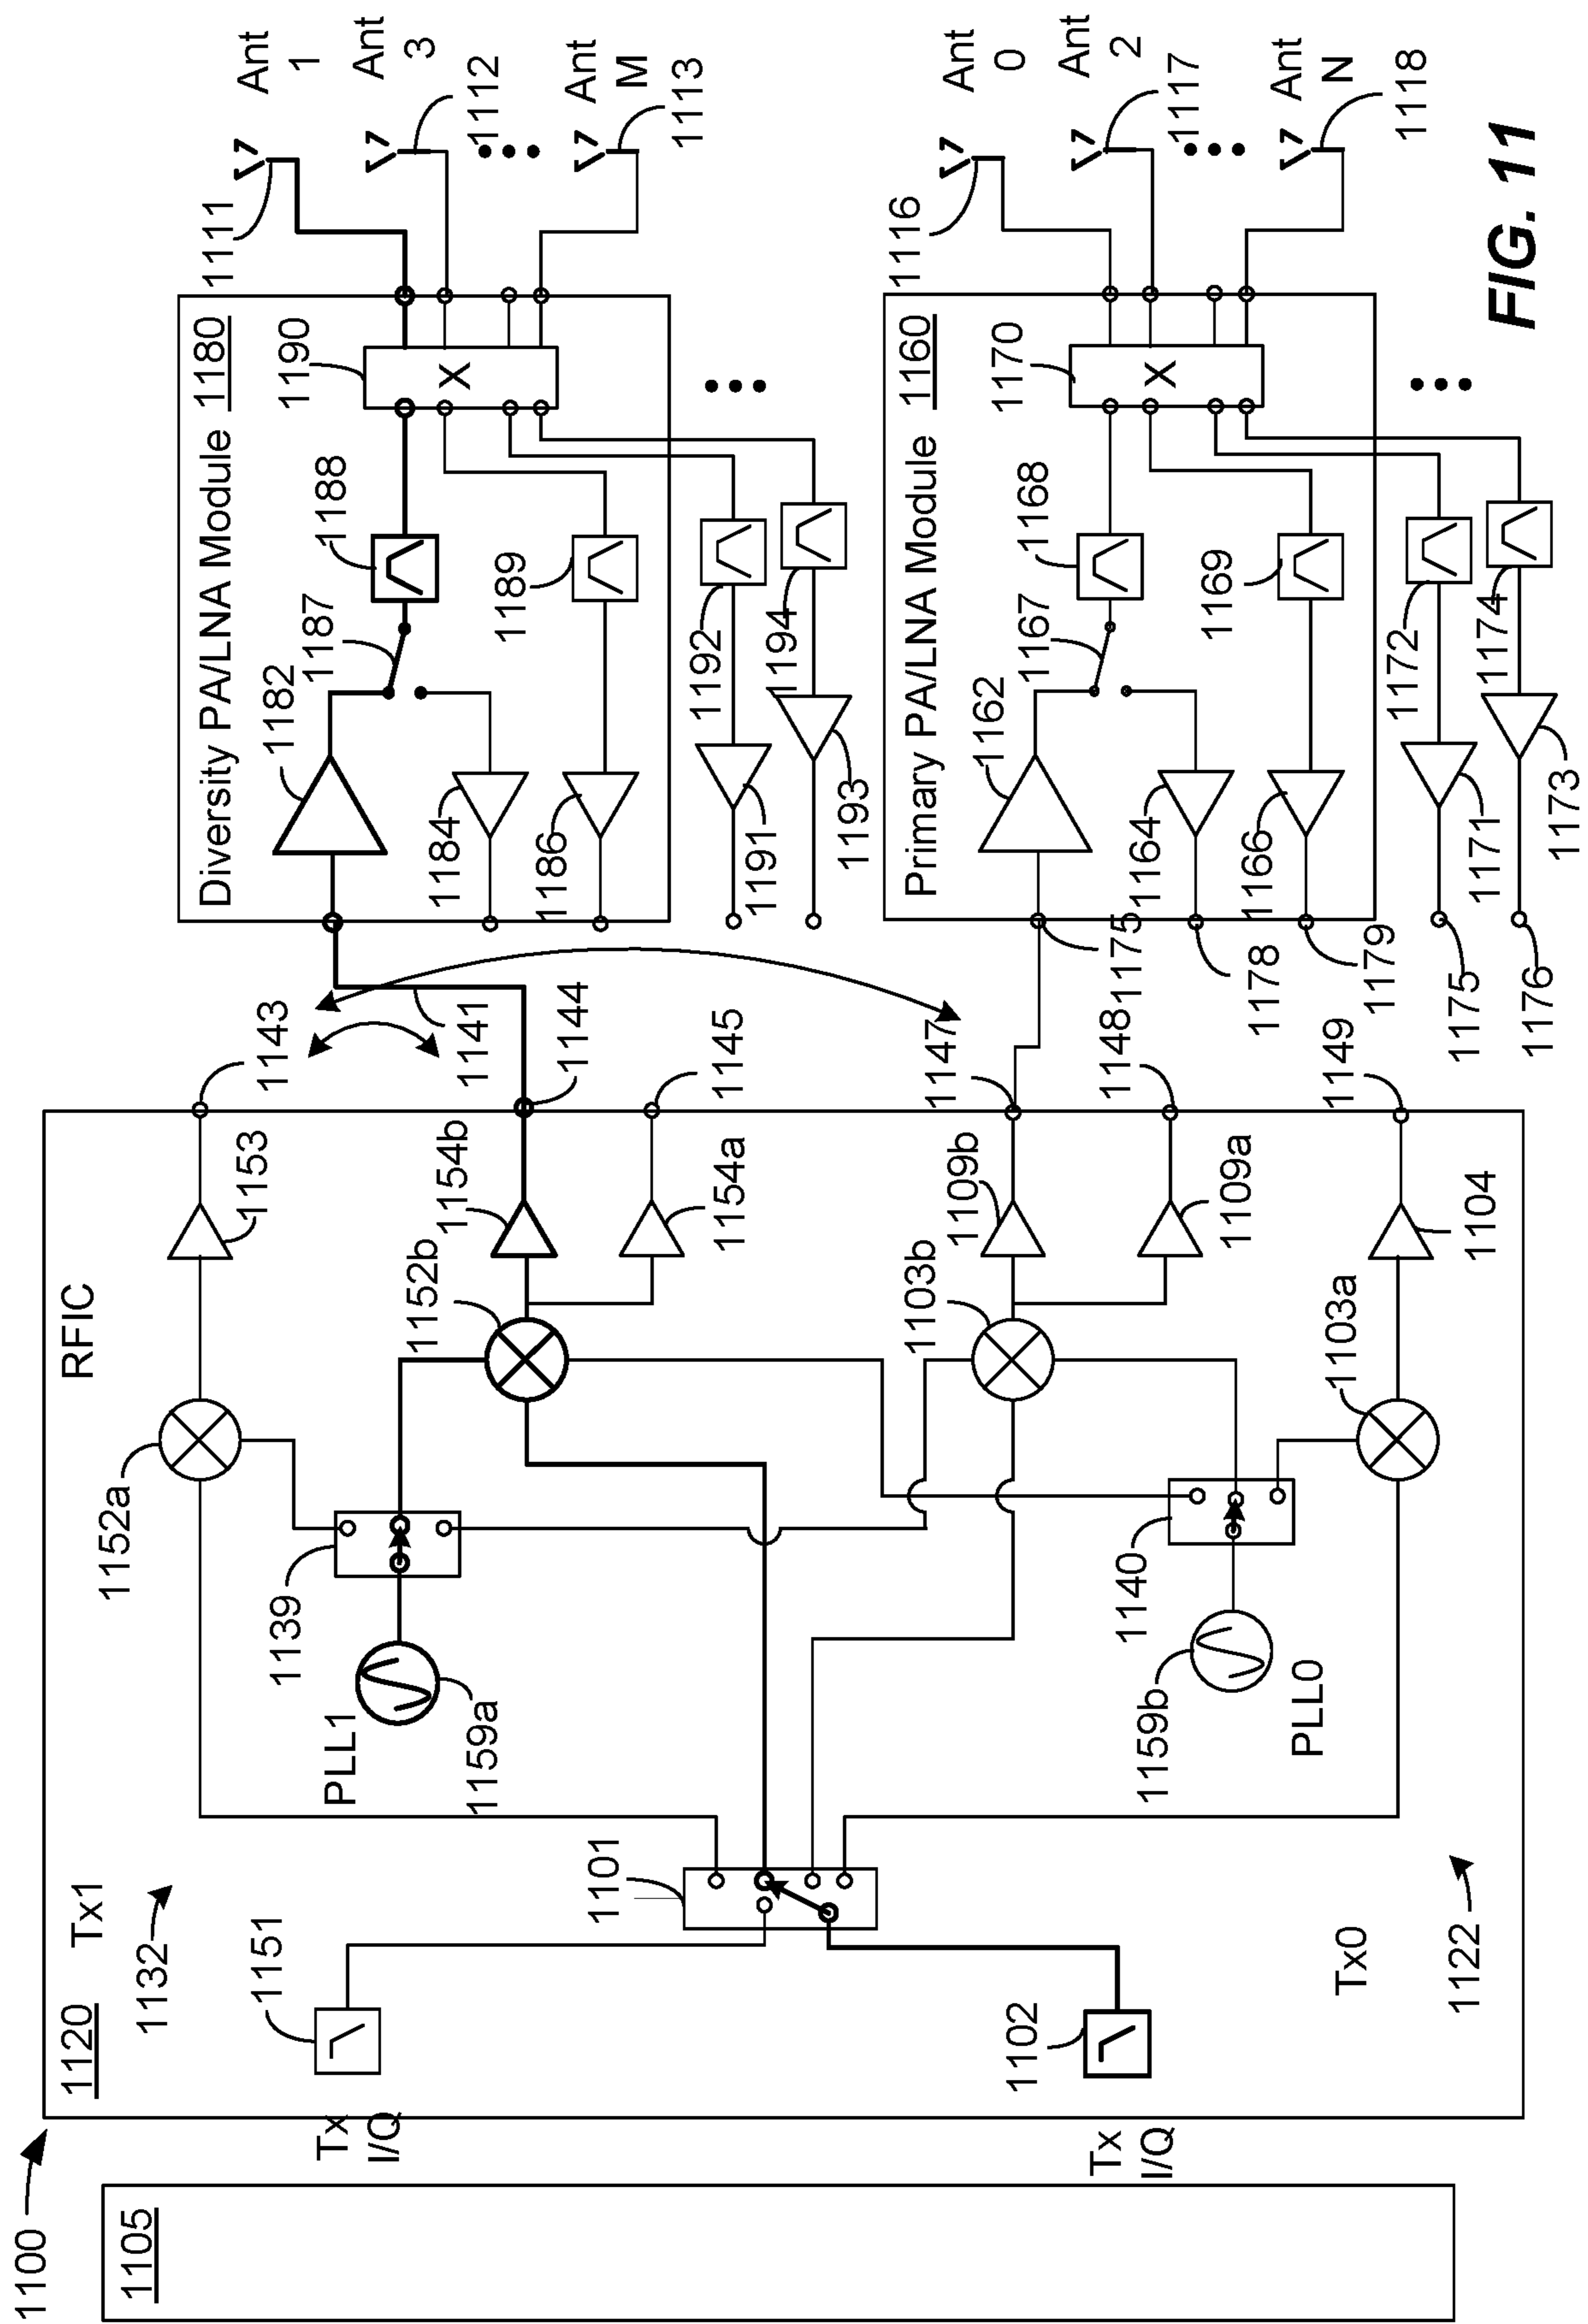 1100
1105
1120
Tx1
RFIC
1132
1151
Tx
I/Q
1102
Tx
I/Q
Tx0
1122
1101
1152a
1139
PLL1
1159a
1140
1159b
PLL0
1152b
1103b
1103a
1153
1154b
1154a
1109b
1109a
1104
1143
1141
1144
1145
1147
1148
1149
Diversity PA/LNA Module 1180
1182
1184
1186
1187
1188
1189
1190
X
1191
1192
1193
1194
1111
Ant
1
Ant
3
1112
Ant
M
1113
Primary PA/LNA Module 1160
1162
1164
1166
1167
1168
1169
1170
X
1175
1178
1179
1171
1172
1173
1174
1175
1176
1116
Ant
0
Ant
2
1117
Ant
N
1118
FIG. 11